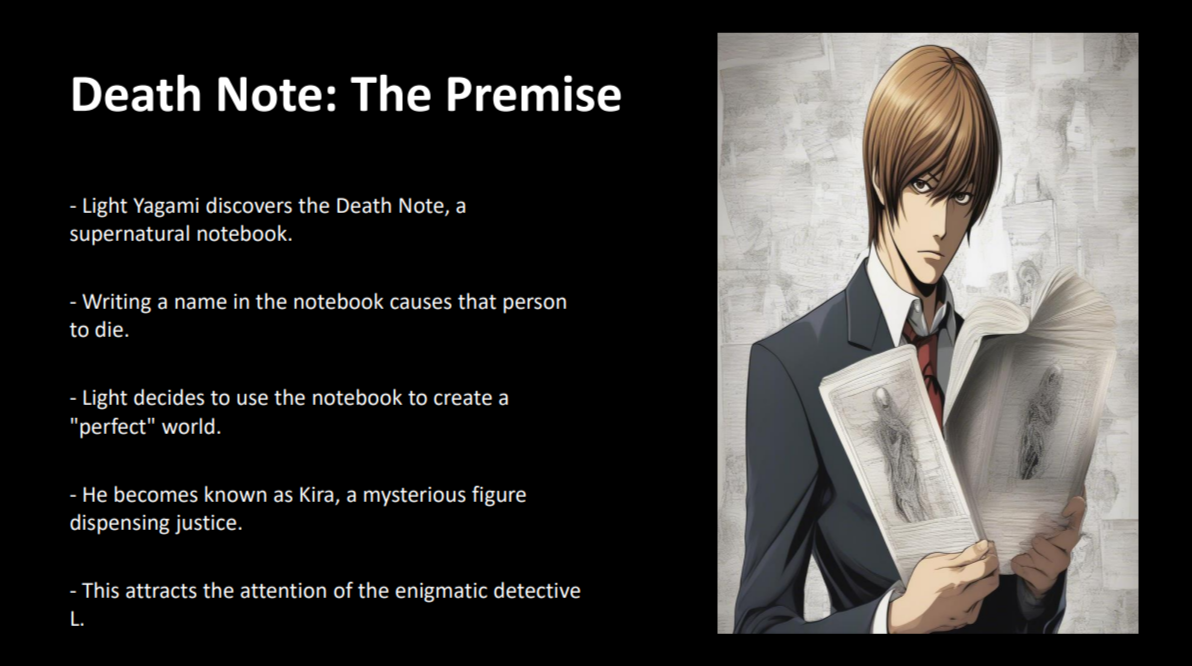 Death Note: The Premise
- Light Yagami discovers the Death Note, a
supernatural notebook.
- Writing a name in the notebook causes that person
to die.
- Light decides to use the notebook to create a
"perfect" world.
- He becomes known as Kira, a mysterious figure
dispensing justice.
- This attracts the attention of the enigmatic detective
L.